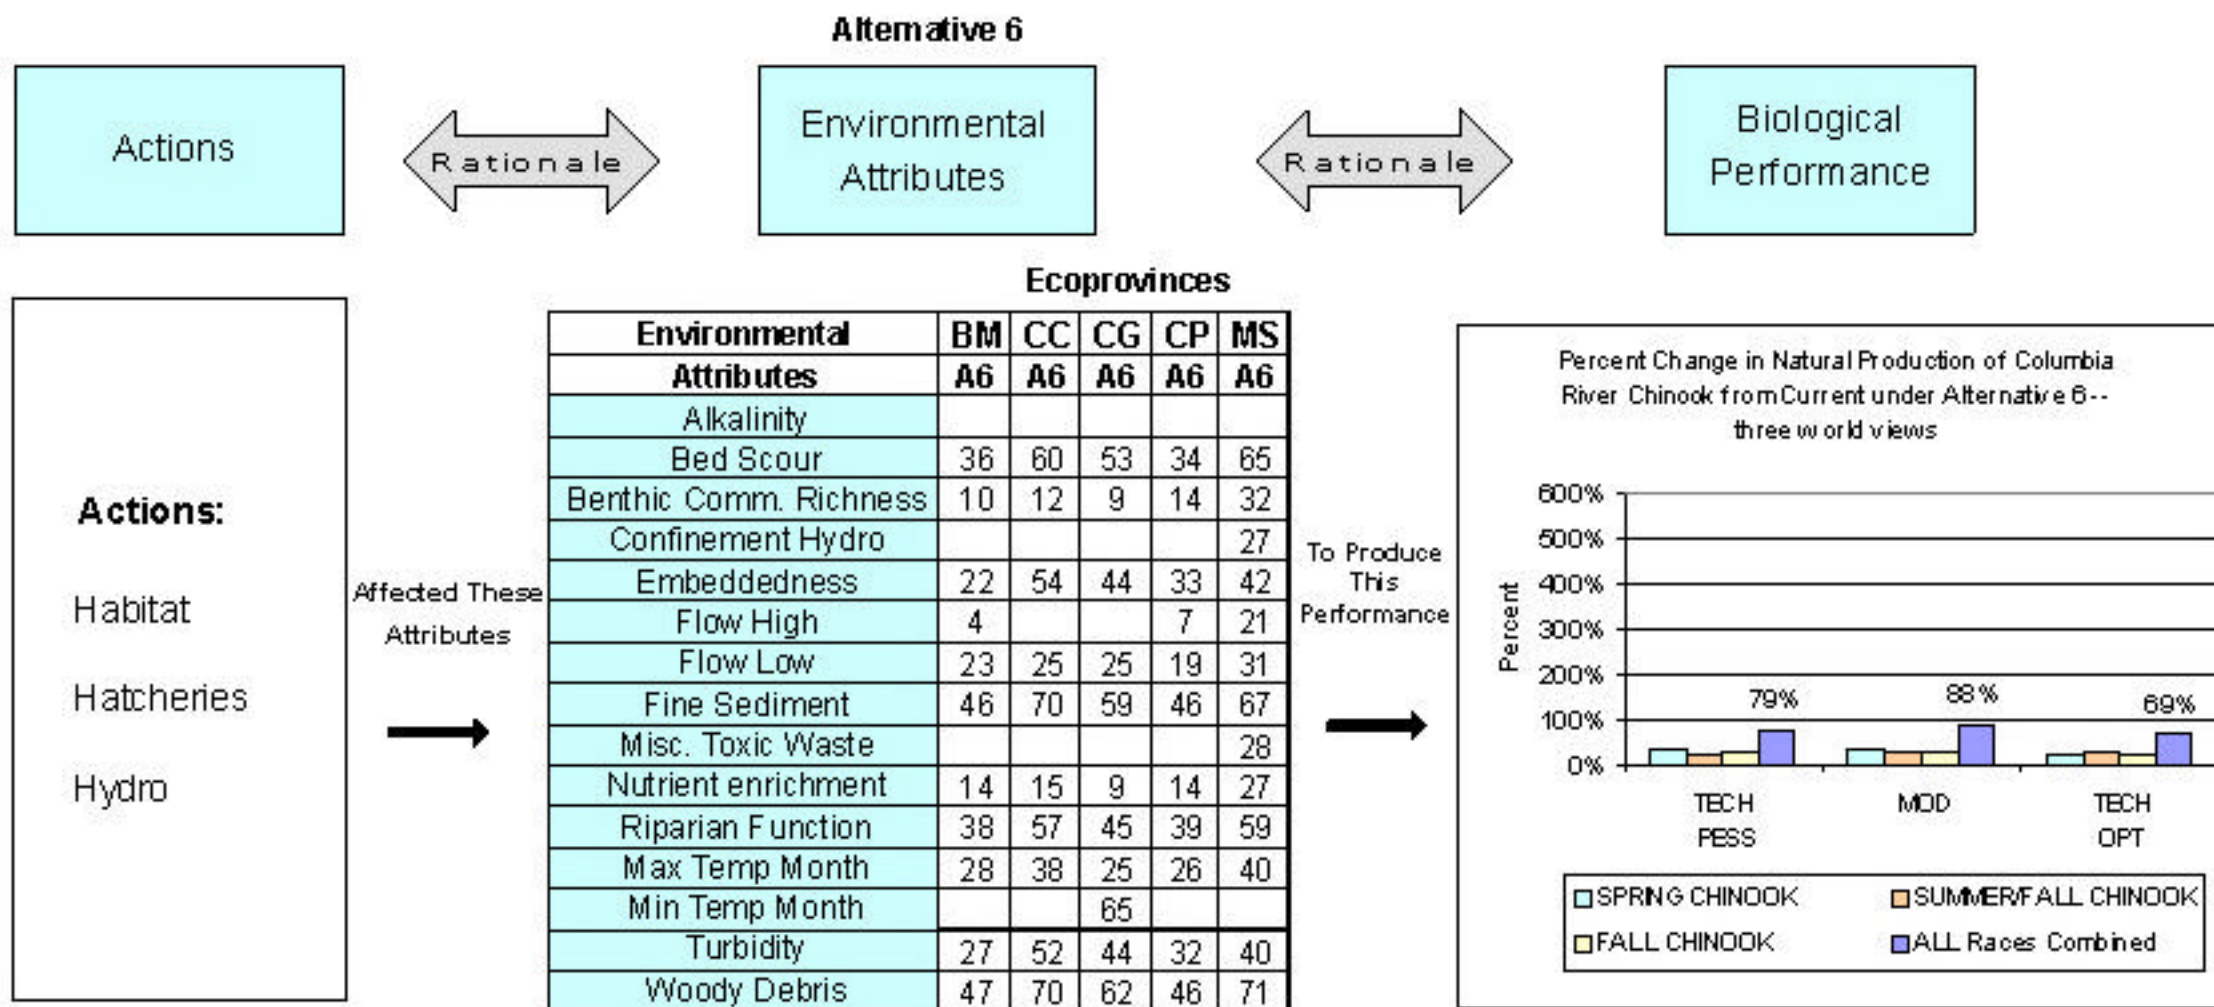 Alternative 6
Actions
Rationale
Environmental
Attributes
Rationale
Biological
Performance
Actions:
Habitat
Hatcheries
Hydro
Affected These
Attributes
Ecoprovinces
Environmental BM CC CG CP MS
Attributes A6 A6 A6 A6 A6
Alkalinity
Bed Scour 36 60 53 34 65
Benthic Comm. Richness 10 12 9 14 32
Confinement Hydro 27
Embeddedness 22 54 44 33 42
Flow High 4 7 21
Flow Low 23 25 25 19 31
Fine Sediment 46 70 59 46 67
Misc. Toxic Waste 28
Nutrient enrichment 14 15 9 14 27
Riparian Function 38 57 45 39 59
Max Temp Month 28 38 25 26 40
Min Temp Month 65
Turbidity 27 52 44 32 40
Woody Debris 47 70 62 46 71
To Produce
This
Performance
Percent Change in Natural Production of Columbia
River Chinook from Current under Alternative 6--
three world views
Percent
600%
500%
400%
300%
200%
100%
0%
79%
88%
69%
TECH
PESS
MOD
TECH
OPT
SPRING CHINOOK
SUMMER/FALL CHINOOK
FALL CHINOOK
ALL Races Combined